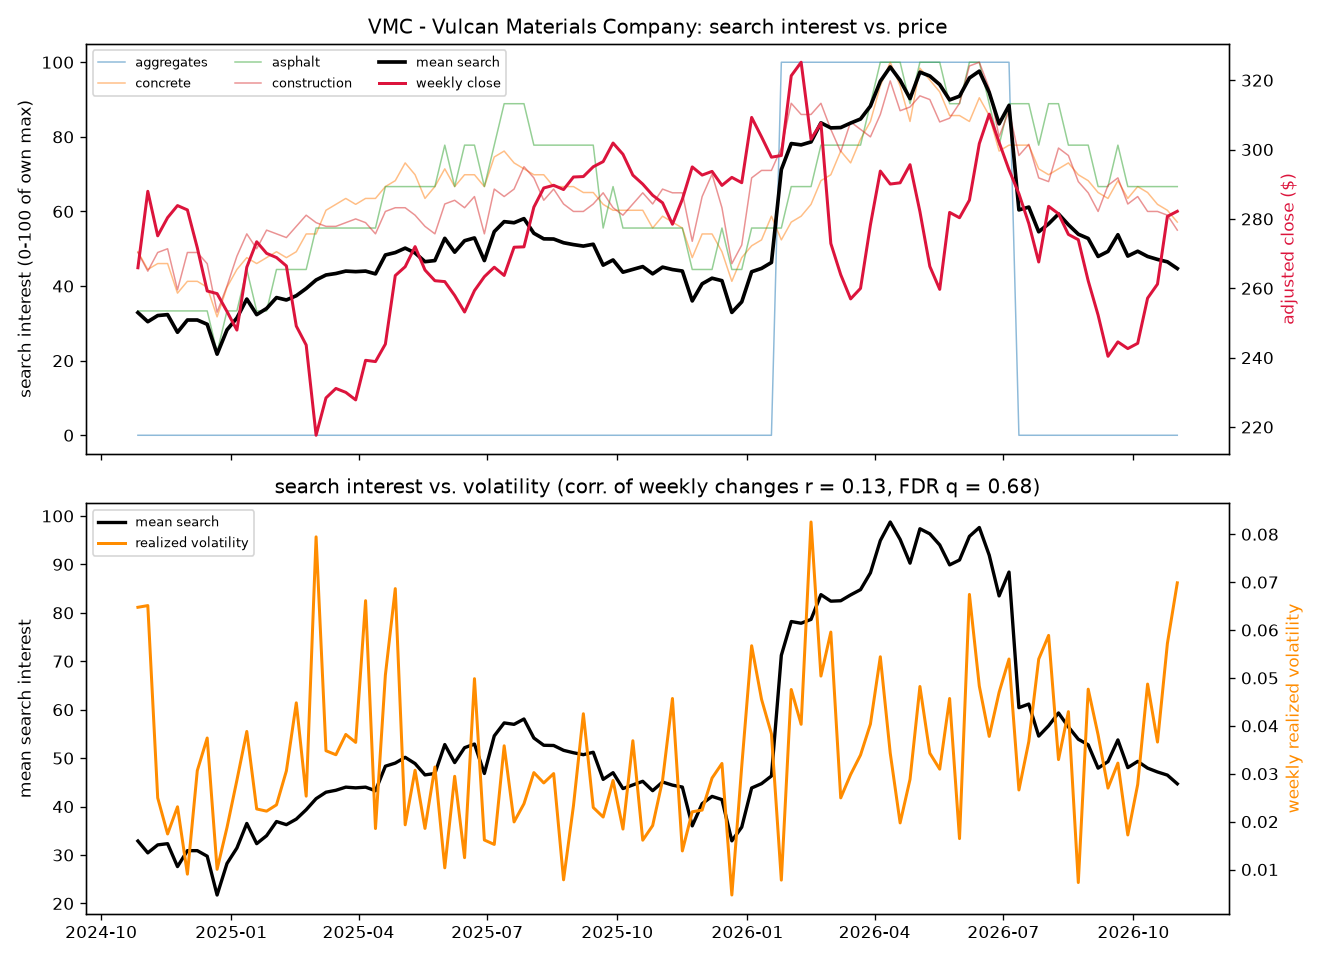 VMC - Vulcan Materials Company: search interest vs. price
aggregates
concrete
asphalt
construction
mean search
weekly close
search interest (0-100 of own max)
100
80
60
40
20
0
adjusted close ($)
320
300
280
260
240
220
search interest vs. volatility (corr. of weekly changes r = 0.13, FDR q = 0.68)
mean search
realized volatility
mean search interest
100
90
80
70
60
50
40
30
20
weekly realized volatility
0.08
0.07
0.06
0.05
0.04
0.03
0.02
0.01
2024-10
2025-01
2025-04
2025-07
2025-10
2026-01
2026-04
2026-07
2026-10